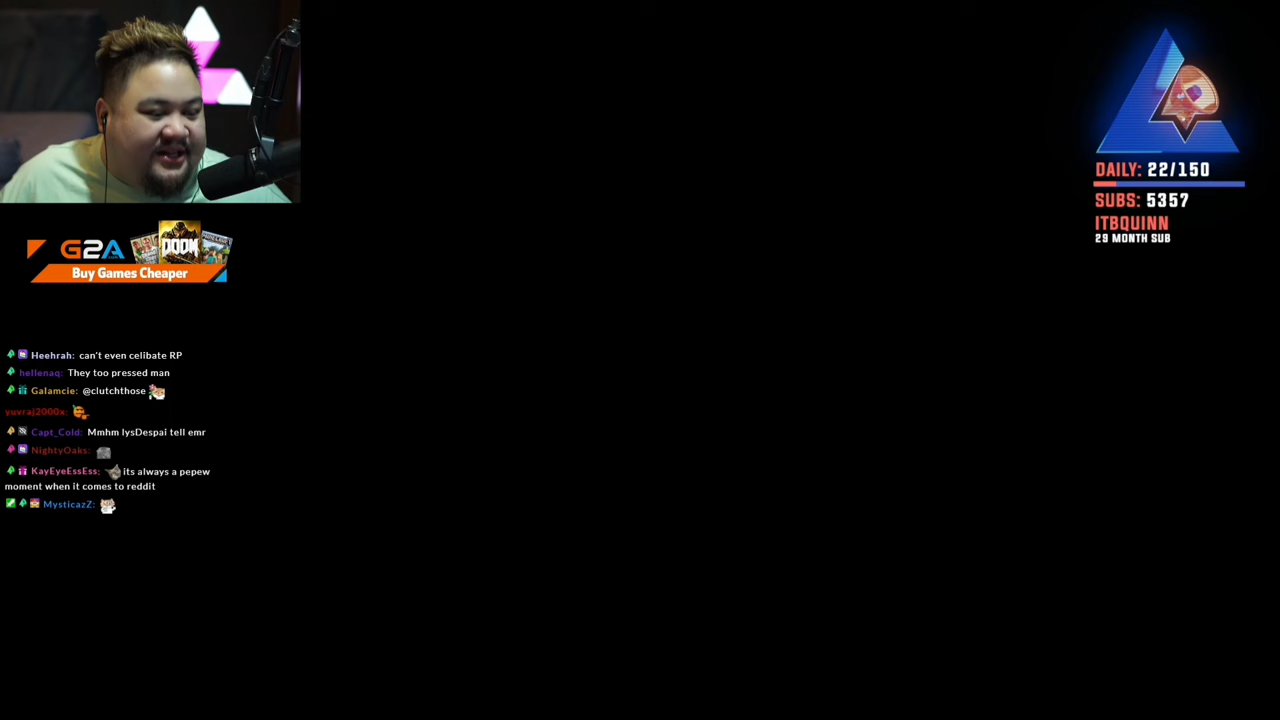 DAILY: 22/150
SUBS: 5357
ITBQUINN
29 MONTH SUB
G2A
DOOM
Buy Games Cheaper
Heehrah: can't even celibate RP
hellenaq: They too pressed man
Galamcie: @clutchthose
yuvraj2000x:
Capt_Cold: Mmhm lysDespai tell emr
NightyOaks:
KayEyeEssEss: its always a pepew
moment when it comes to reddit
MysticazZ: